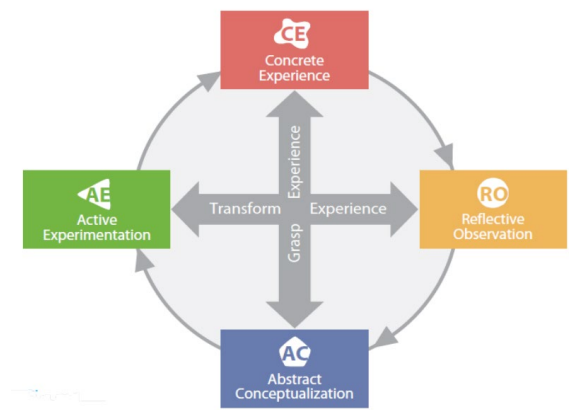 CE
Concrete
Experience
AE
Active
Experimentation
Transform Experience
Grasp Experience
RO
Reflective
Observation
AC
Abstract
Conceptualization